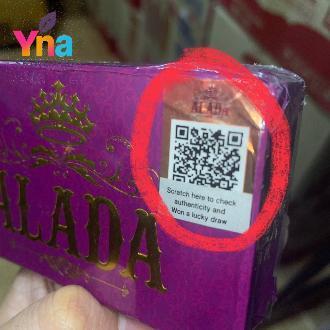 Yna
ALADA
Scratch here to check
authenticity and
Won a lucky draw
ALADA